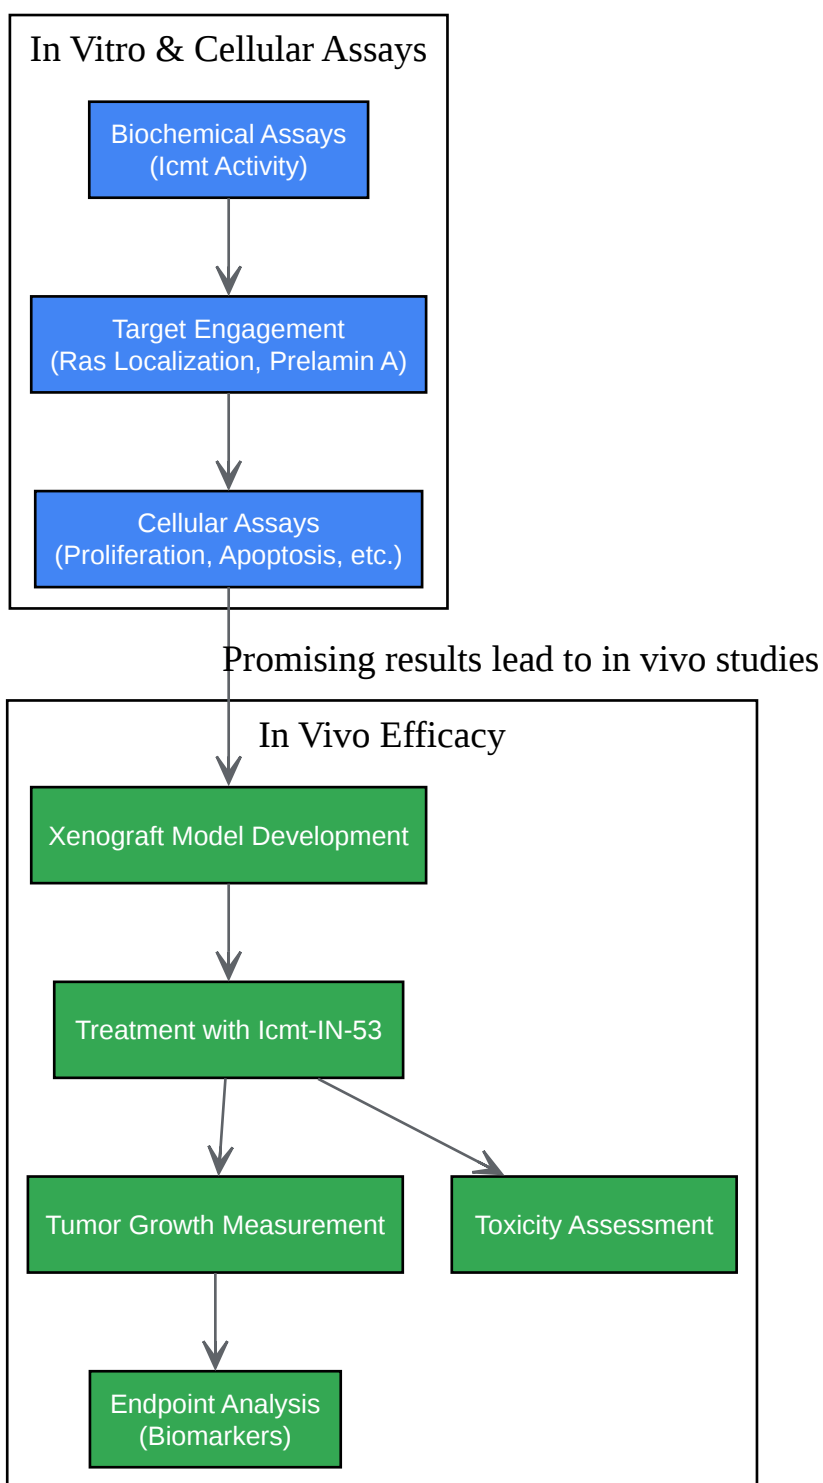 In Vitro & Cellular Assays
Biochemical Assays
(Icmt Activity)
Target Engagement
(Ras Localization, Prelamin A)
Cellular Assays
(Proliferation, Apoptosis, etc.)
Promising results lead to in vivo studies
In Vivo Efficacy
Xenograft Model Development
Treatment with Icmt-IN-53
Tumor Growth Measurement
Toxicity Assessment
Endpoint Analysis
(Biomarkers)